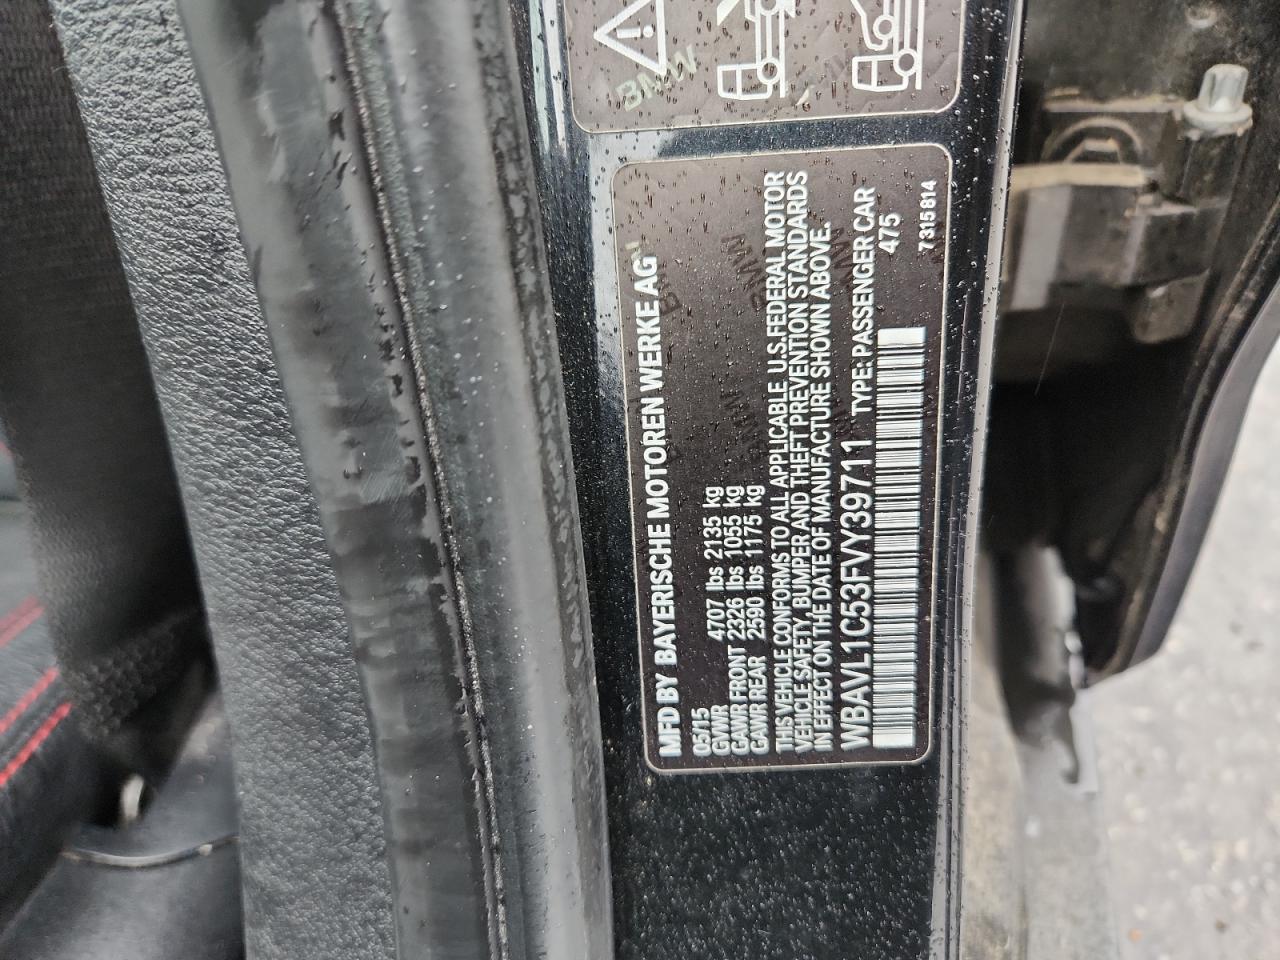 BMW
MFD BY BAYERISCHE MOTOREN WERKE AG
05/15
GVWR 4707 lbs 2135 kg
GAWR FRONT 2326 lbs 1055 kg
GAWR REAR 2590 lbs 1175 kg
THIS VEHICLE CONFORMS TO ALL APPLICABLE U.S. FEDERAL MOTOR
VEHICLE SAFETY, BUMPER AND THEFT PREVENTION STANDARDS
IN EFFECT ON THE DATE OF MANUFACTURE SHOWN ABOVE.
WBAVL1C53FVY39711 TYPE: PASSENGER CAR
475
7315814